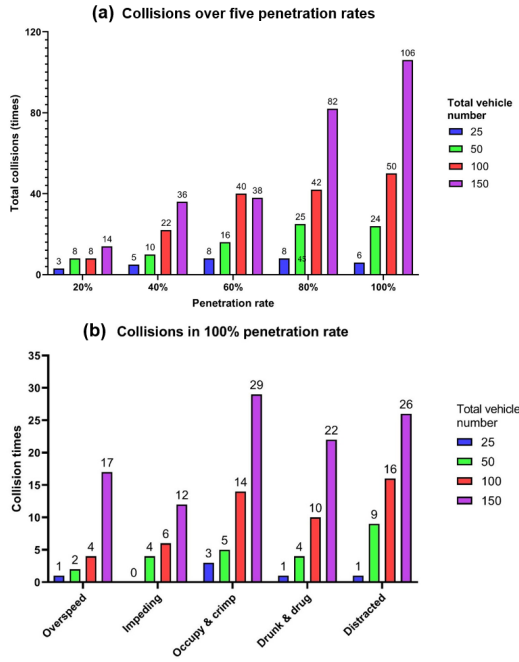 (a) Collisions over five penetration rates
Total collisions (times)
120
80
40
0
3 8 8 14
5 10 22 36
8 16 40 38
8 25 42 82
45
6 24 50 106
20% 40% 60% 80% 100%
Penetration rate
Total vehicle
number
25
50
100
150
(b) Collisions in 100% penetration rate
Collision times
35
30
25
20
15
10
5
0
1 2 4 17
0 4 6 12
3 5 14 29
1 4 10 22
1 9 16 26
Overspeed
Impeding
Occupy & crimp
Drunk & drug
Distracted
Total vehicle
number
25
50
100
150